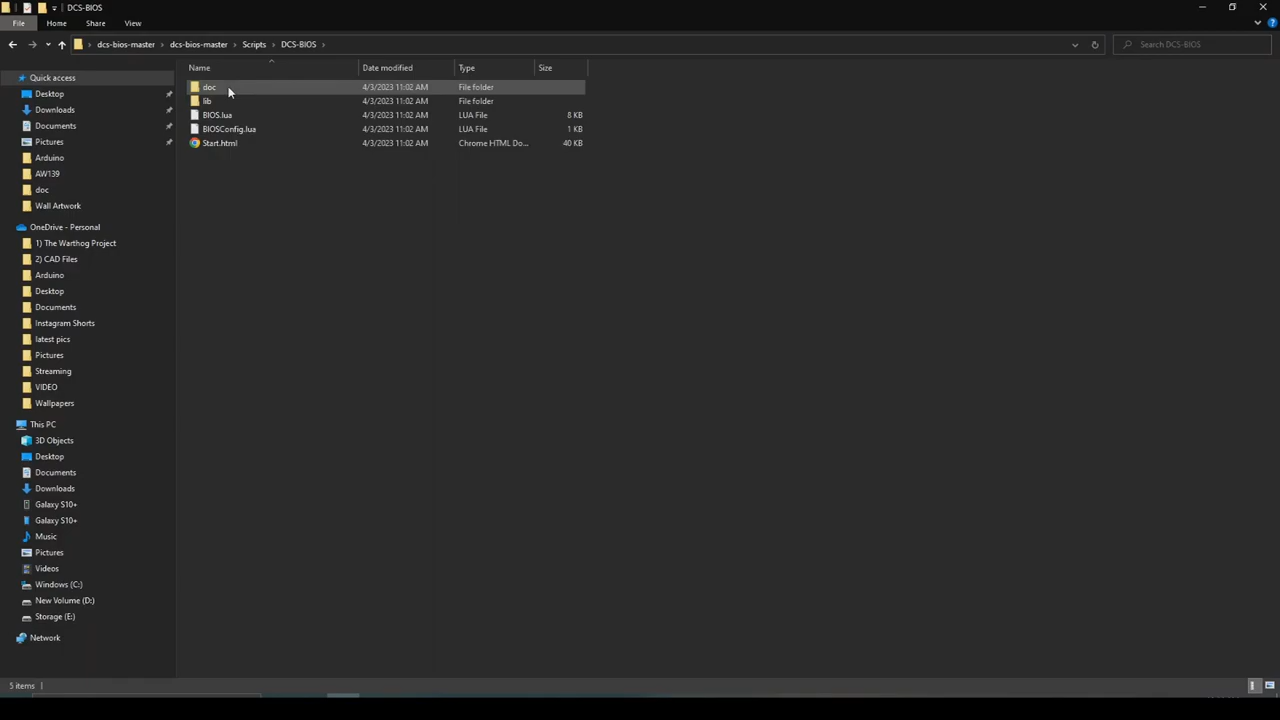 DCS-BIOS
File Home Share View
dcs-bios-master > dcs-bios-master > Scripts > DCS-BIOS >
Search DCS-BIOS
Name Date modified Type Size
doc 4/3/2023 11:02 AM File folder
lib 4/3/2023 11:02 AM File folder
BIOS.lua 4/3/2023 11:02 AM LUA File 8 KB
BIOSConfig.lua 4/3/2023 11:02 AM LUA File 1 KB
Start.html 4/3/2023 11:02 AM Chrome HTML Do... 40 KB
Quick access
Desktop
Downloads
Documents
Pictures
Arduino
AW139
doc
Wall Artwork
OneDrive - Personal
1) The Warthog Project
2) CAD Files
Arduino
Desktop
Documents
Instagram Shorts
latest pics
Pictures
Streaming
VIDEO
Wallpapers
This PC
3D Objects
Desktop
Documents
Downloads
Galaxy S10+
Galaxy S10+
Music
Pictures
Videos
Windows (C:)
New Volume (D:)
Storage (E:)
Network
5 items